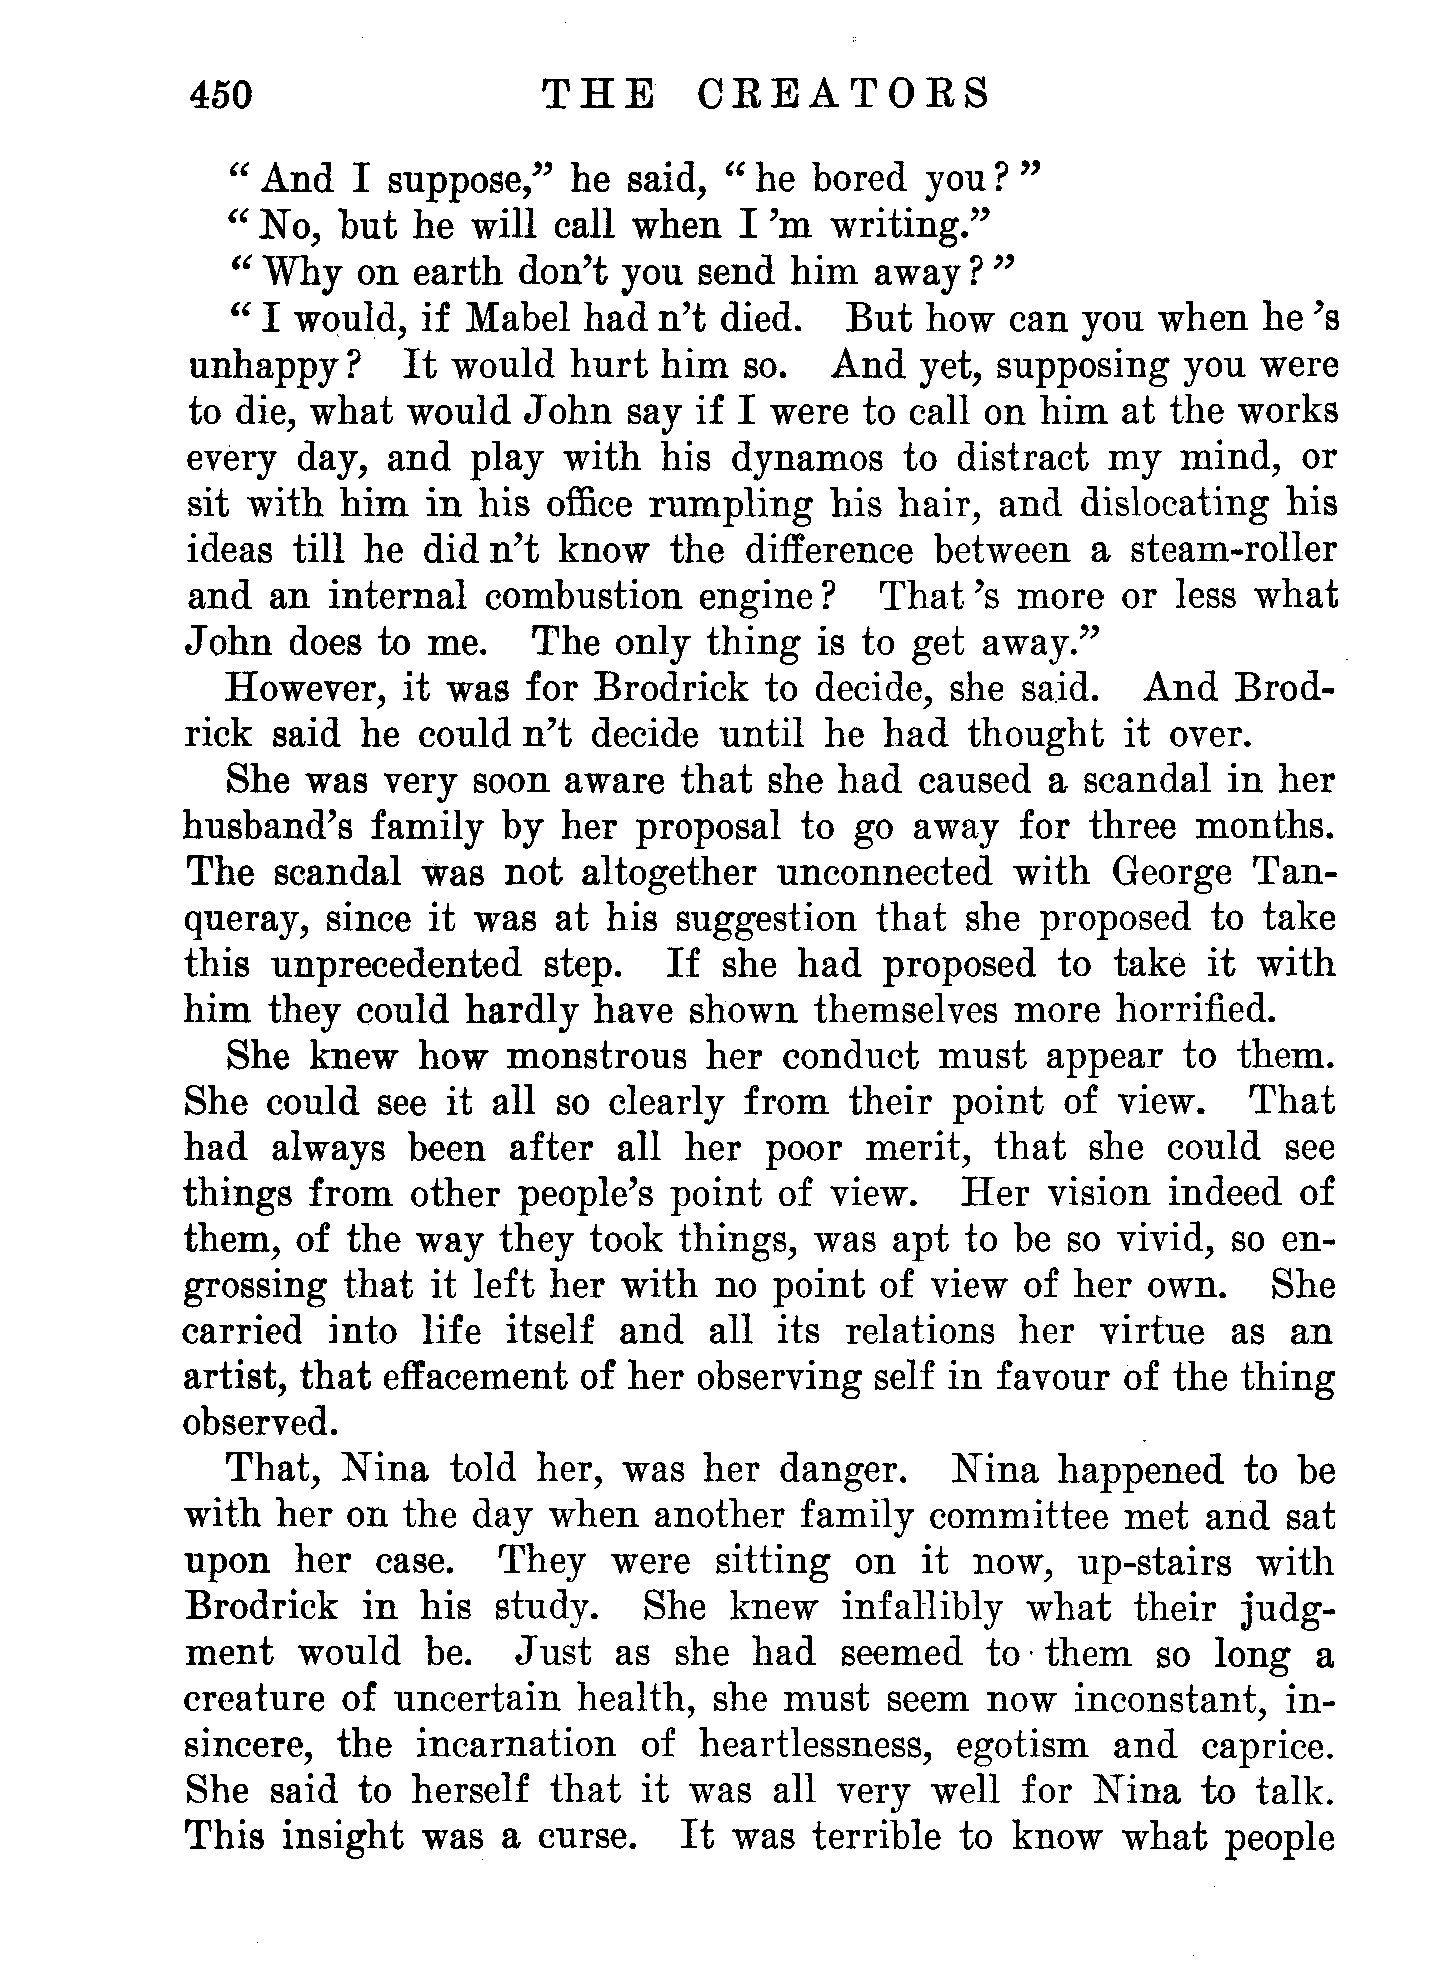 450 THE CREATORS
“And I suppose,” he said, “he bored you?”
“No, but he will call when I 'm writing.”
“Why on earth don't you send him away?”
“I would, if Mabel had n't died. But how can you when he 's
unhappy? It would hurt him so. And yet, supposing you were
to die, what would John say if I were to call on him at the works
every day, and play with his dynamos to distract my mind, or
sit with him in his office rumpling his hair, and dislocating his
ideas till he did n't know the difference between a steam-roller
and an internal combustion engine? That 's more or less what
John does to me. The only thing is to get away.”
However, it was for Brodrick to decide, she said. And Brod-
rick said he could n't decide until he had thought it over.
She was very soon aware that she had caused a scandal in her
husband's family by her proposal to go away for three months.
The scandal was not altogether unconnected with George Tan-
queray, since it was at his suggestion that she proposed to take
this unprecedented step. If she had proposed to take it with
him they could hardly have shown themselves more horrified.
She knew how monstrous her conduct must appear to them.
She could see it all so clearly from their point of view. That
had always been after all her poor merit, that she could see
things from other people's point of view. Her vision indeed of
them, of the way they took things, was apt to be so vivid, so en-
grossing that it left her with no point of view of her own. She
carried into life itself and all its relations her virtue as an
artist, that effacement of her observing self in favour of the thing
observed.
That, Nina told her, was her danger. Nina happened to be
with her on the day when another family committee met and sat
upon her case. They were sitting on it now, up-stairs with
Brodrick in his study. She knew infallibly what their judg-
ment would be. Just as she had seemed to them so long a
creature of uncertain health, she must seem now inconstant, in-
sincere, the incarnation of heartlessness, egotism and caprice.
She said to herself that it was all very well for Nina to talk.
This insight was a curse. It was terrible to know what people